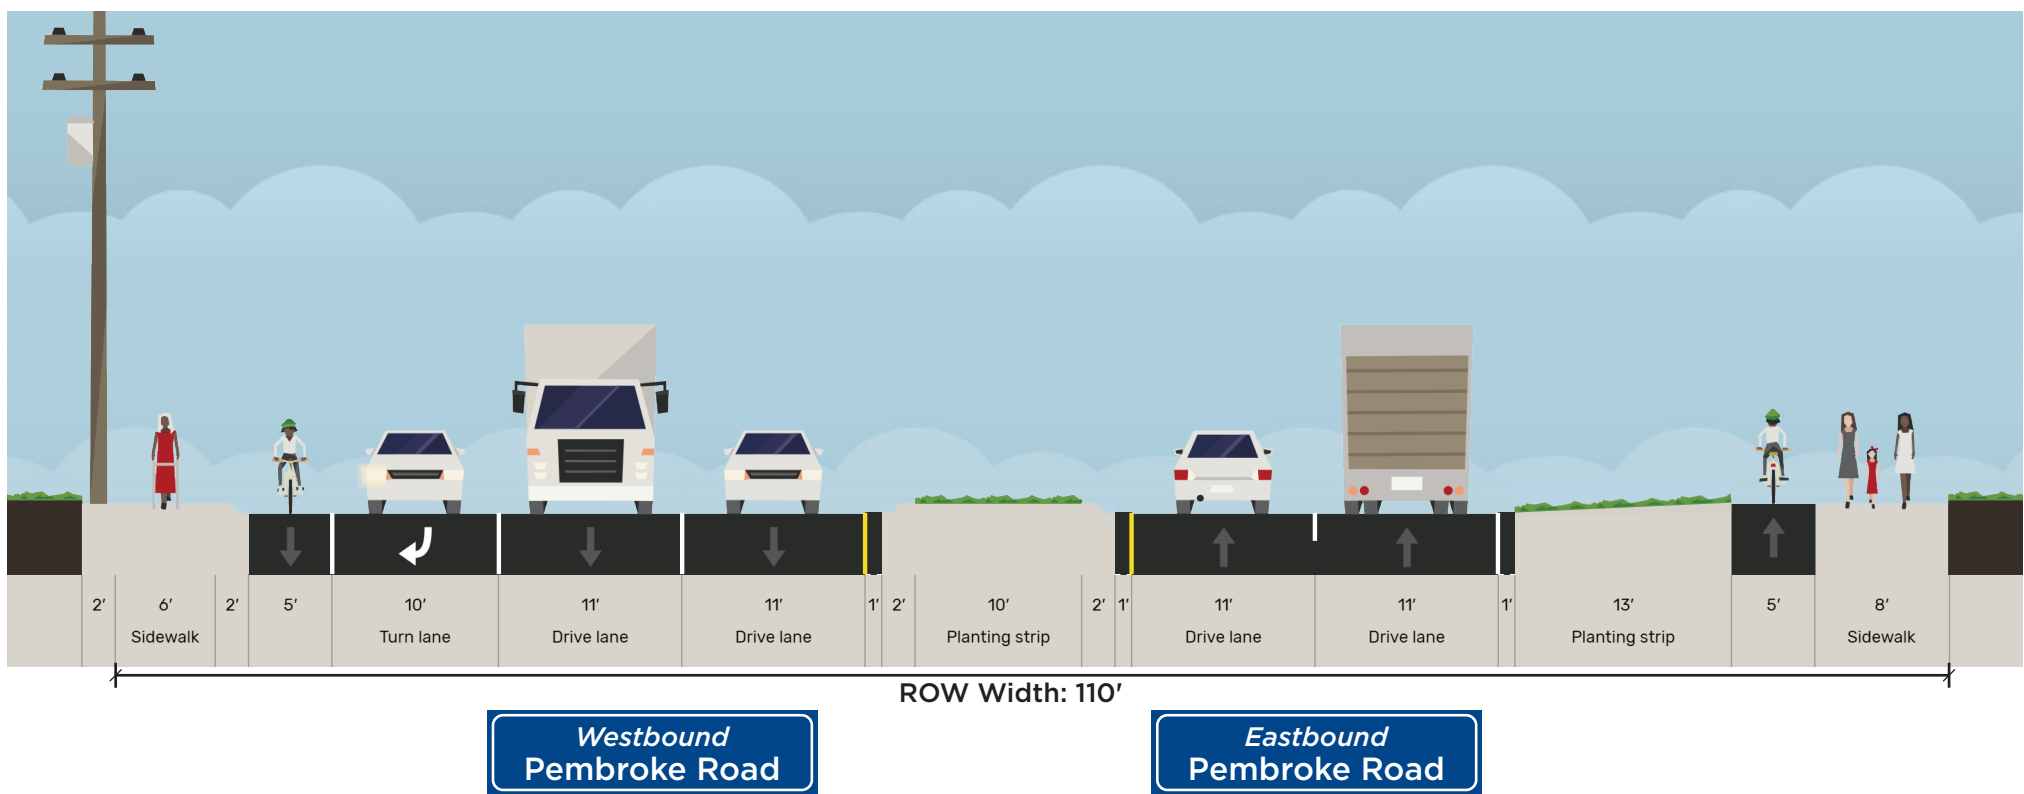 2′ 6′ 2′ 5′ 10′ 11′ 11′ 1′ 2′ 10′ 2′ 1′ 11′ 11′ 1′ 13′ 5′ 8′
Sidewalk Turn lane Drive lane Drive lane Planting strip Drive lane Drive lane Planting strip Sidewalk
ROW Width: 110'
Westbound
Pembroke Road
Eastbound
Pembroke Road